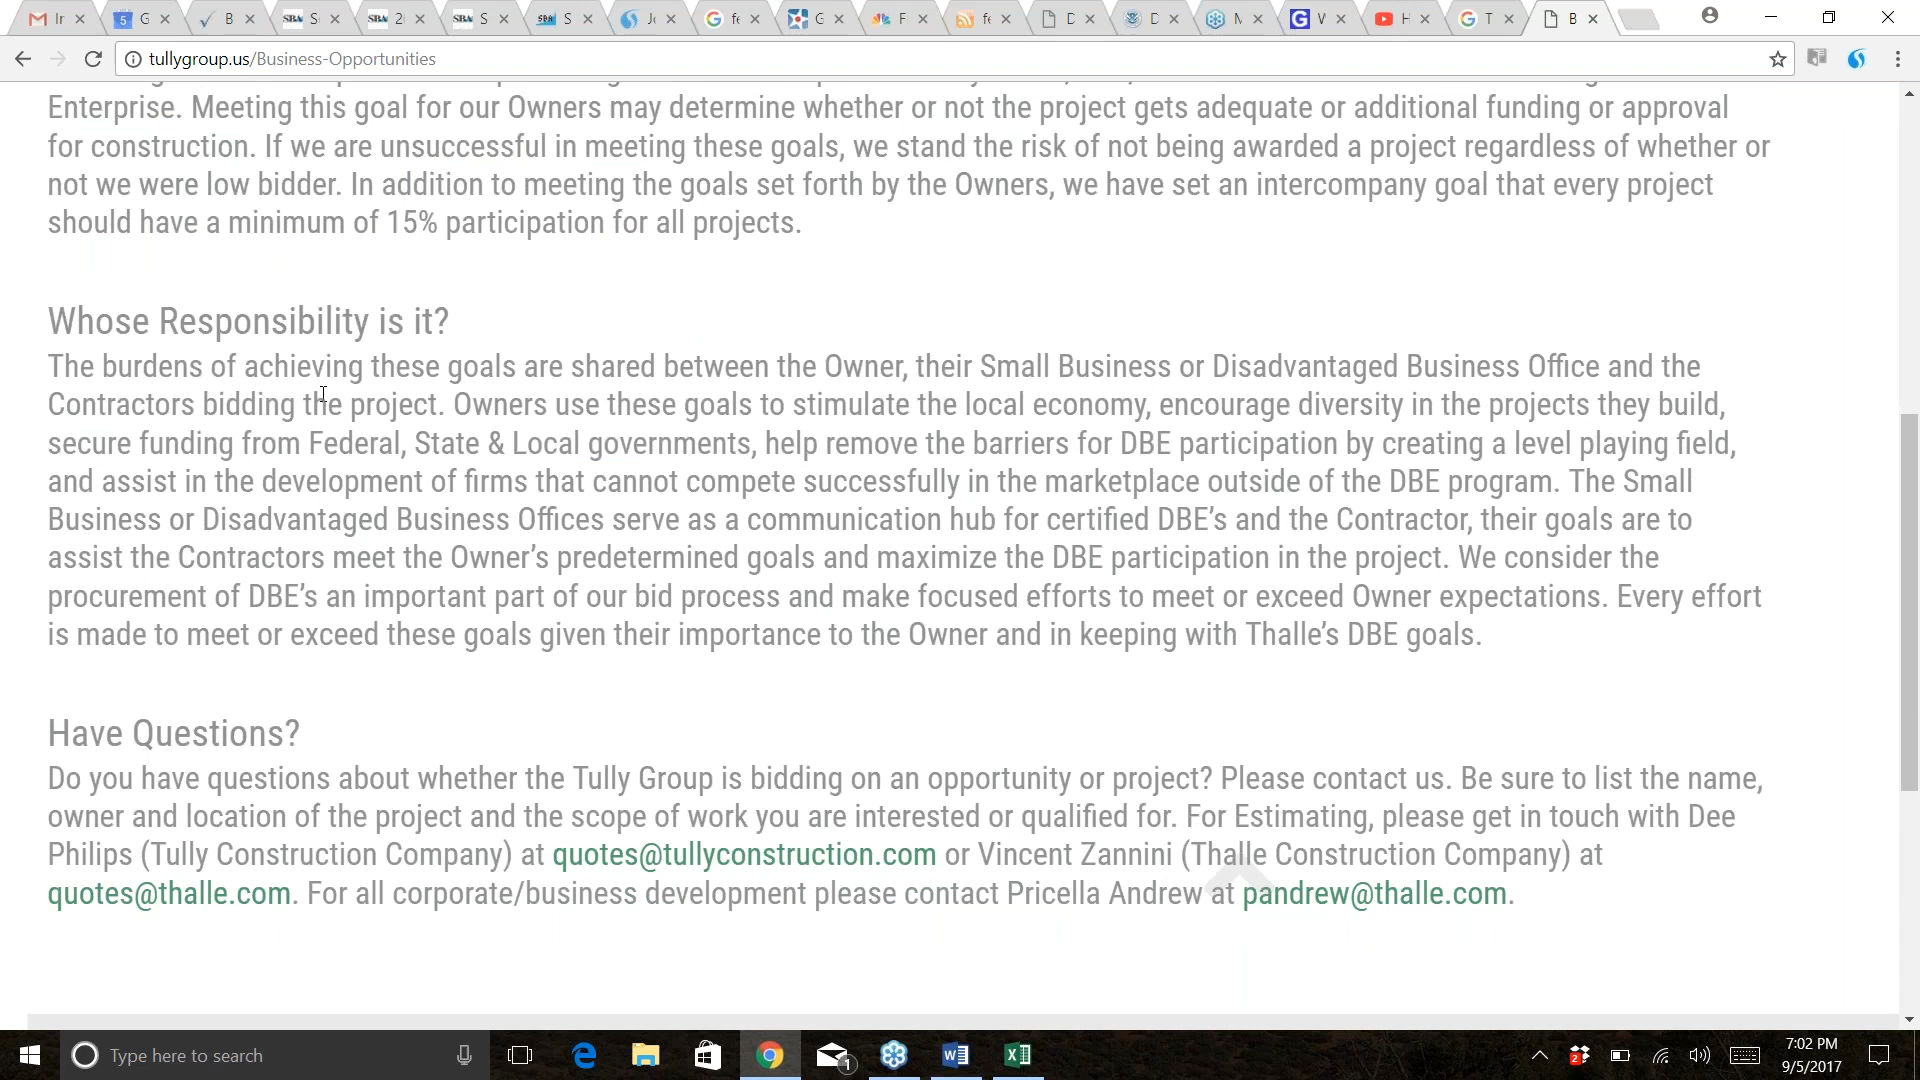 Ir
5 G
B
SBA S
SBA 2
SBA S
SBA S
Jo
fe
G
F
fe
D
D
N
G V
H
T
B
tullygroup.us/Business-Opportunities
Enterprise. Meeting this goal for our Owners may determine whether or not the project gets adequate or additional funding or approval
for construction. If we are unsuccessful in meeting these goals, we stand the risk of not being awarded a project regardless of whether or
not we were low bidder. In addition to meeting the goals set forth by the Owners, we have set an intercompany goal that every project
should have a minimum of 15% participation for all projects.
Whose Responsibility is it?
The burdens of achieving these goals are shared between the Owner, their Small Business or Disadvantaged Business Office and the
Contractors bidding the project. Owners use these goals to stimulate the local economy, encourage diversity in the projects they build,
secure funding from Federal, State & Local governments, help remove the barriers for DBE participation by creating a level playing field,
and assist in the development of firms that cannot compete successfully in the marketplace outside of the DBE program. The Small
Business or Disadvantaged Business Offices serve as a communication hub for certified DBE's and the Contractor, their goals are to
assist the Contractors meet the Owner's predetermined goals and maximize the DBE participation in the project. We consider the
procurement of DBE's an important part of our bid process and make focused efforts to meet or exceed Owner expectations. Every effort
is made to meet or exceed these goals given their importance to the Owner and in keeping with Thalle's DBE goals.
Have Questions?
Do you have questions about whether the Tully Group is bidding on an opportunity or project? Please contact us. Be sure to list the name,
owner and location of the project and the scope of work you are interested or qualified for. For Estimating, please get in touch with Dee
Philips (Tully Construction Company) at quotes@tullyconstruction.com or Vincent Zannini (Thalle Construction Company) at
quotes@thalle.com. For all corporate/business development please contact Pricella Andrew at pandrew@thalle.com.
Type here to search
1
2
7:02 PM
9/5/2017